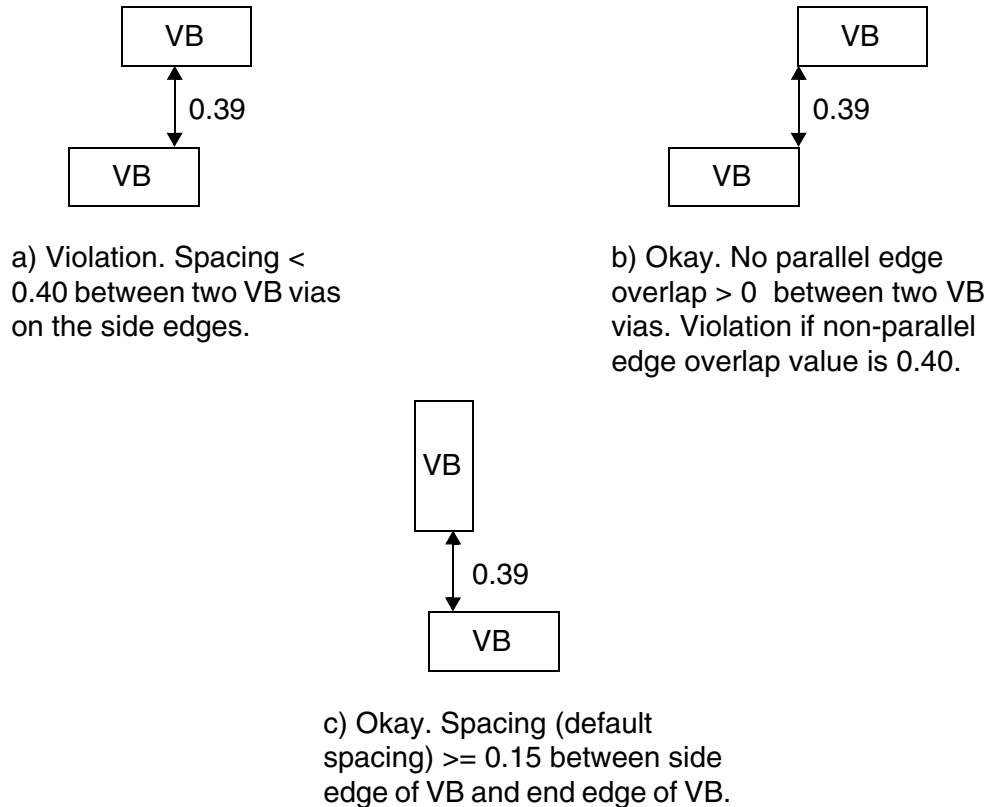 VB
0.39
VB
a) Violation. Spacing <
0.40 between two VB vias
on the side edges.
VB
0.39
VB
b) Okay. No parallel edge
overlap > 0 between two VB
vias. Violation if non-parallel
edge overlap value is 0.40.
VB
0.39
VB
c) Okay. Spacing (default
spacing) >= 0.15 between side
edge of VB and end edge of VB.